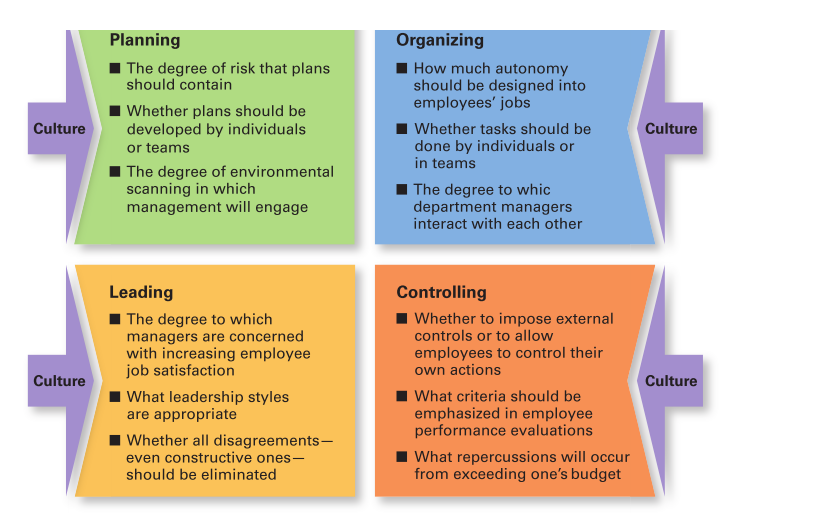 Planning
■ The degree of risk that plans
should contain
■ Whether plans should be
developed by individuals
or teams
■ The degree of environmental
scanning in which
management will engage
Culture
Organizing
■ How much autonomy
should be designed into
employees' jobs
■ Whether tasks should be
done by individuals or
in teams
■ The degree to whic
department managers
interact with each other
Culture
Leading
■ The degree to which
managers are concerned
with increasing employee
job satisfaction
■ What leadership styles
are appropriate
■ Whether all disagreements—
even constructive ones—
should be eliminated
Culture
Controlling
■ Whether to impose external
controls or to allow
employees to control their
own actions
■ What criteria should be
emphasized in employee
performance evaluations
■ What repercussions will occur
from exceeding one's budget
Culture